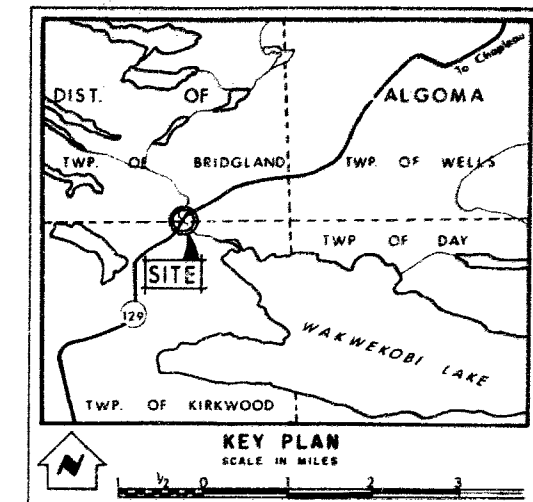 To Chapleau
DIST. OF ALGOMA
TWP. OF BRIDGLAND TWP. OF WELLS
TWP OF DAY
SITE
129
WAKWEKOBI LAKE
TWP. OF KIRKWOOD
KEY PLAN
SCALE IN MILES
N
1/2 0 1 2 3